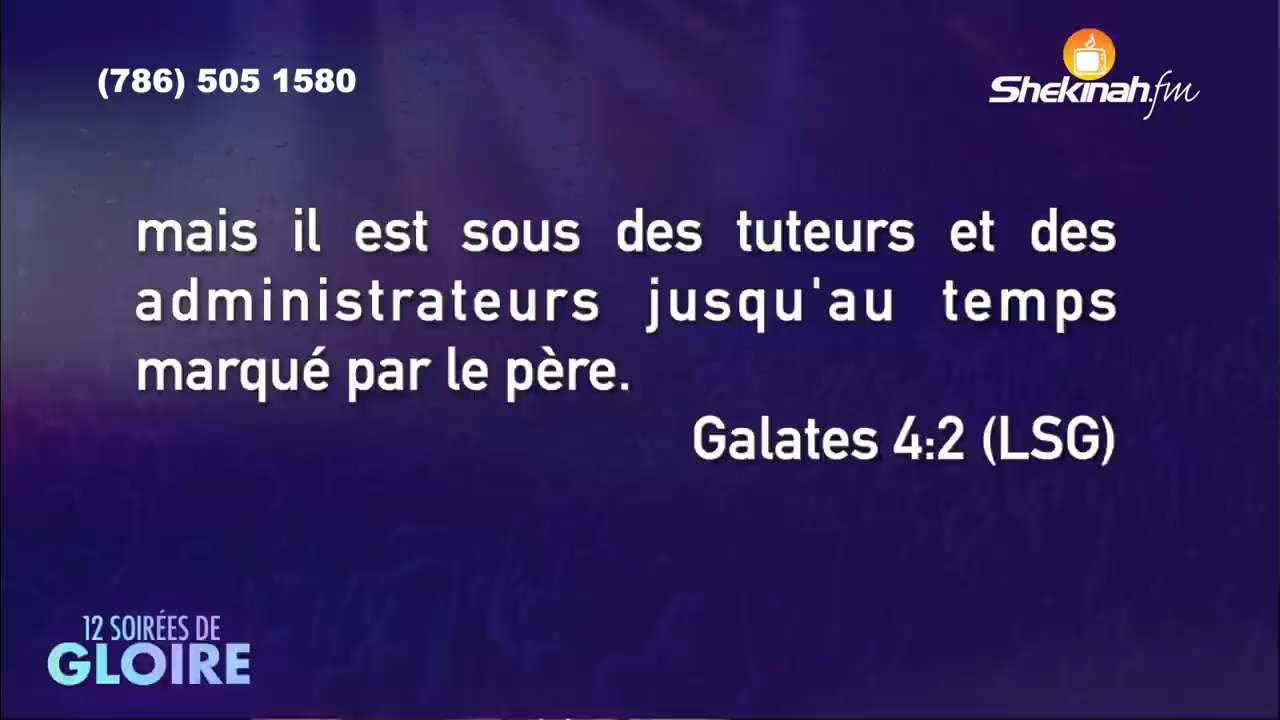 (786) 505 1580
Shekinah.fm
mais il est sous des tuteurs et des
administrateurs jusqu'au temps
marqué par le père.
Galates 4:2 (LSG)
12 SOIRÉES DE
GLOIRE